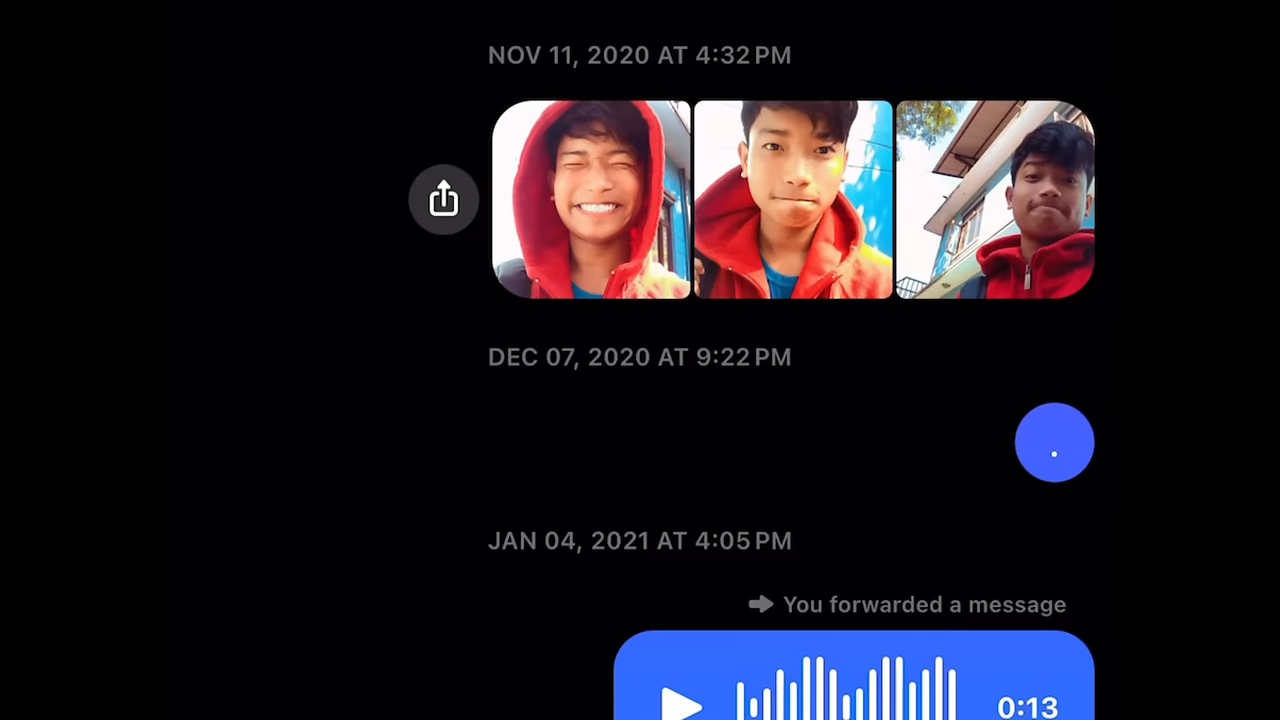 NOV 11, 2020 AT 4:32 PM
DEC 07, 2020 AT 9:22 PM
.
JAN 04, 2021 AT 4:05 PM
You forwarded a message
0:13